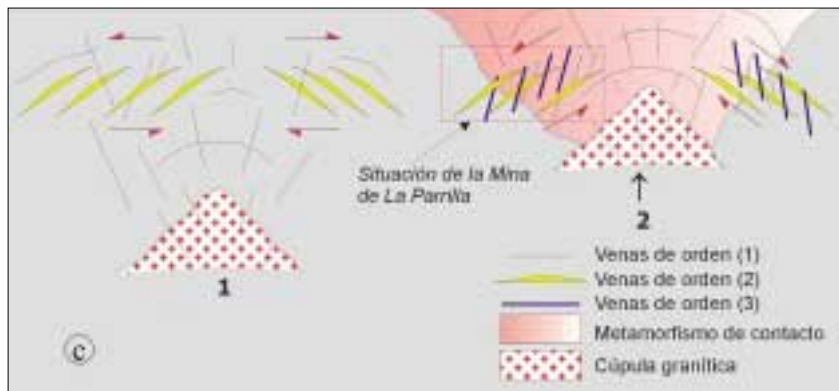 Situación de la Mina
de La Parrilla
1
2
Venas de orden (1)
Venas de orden (2)
Venas de orden (3)
Metamorfismo de contacto
Cúpula granítica
c